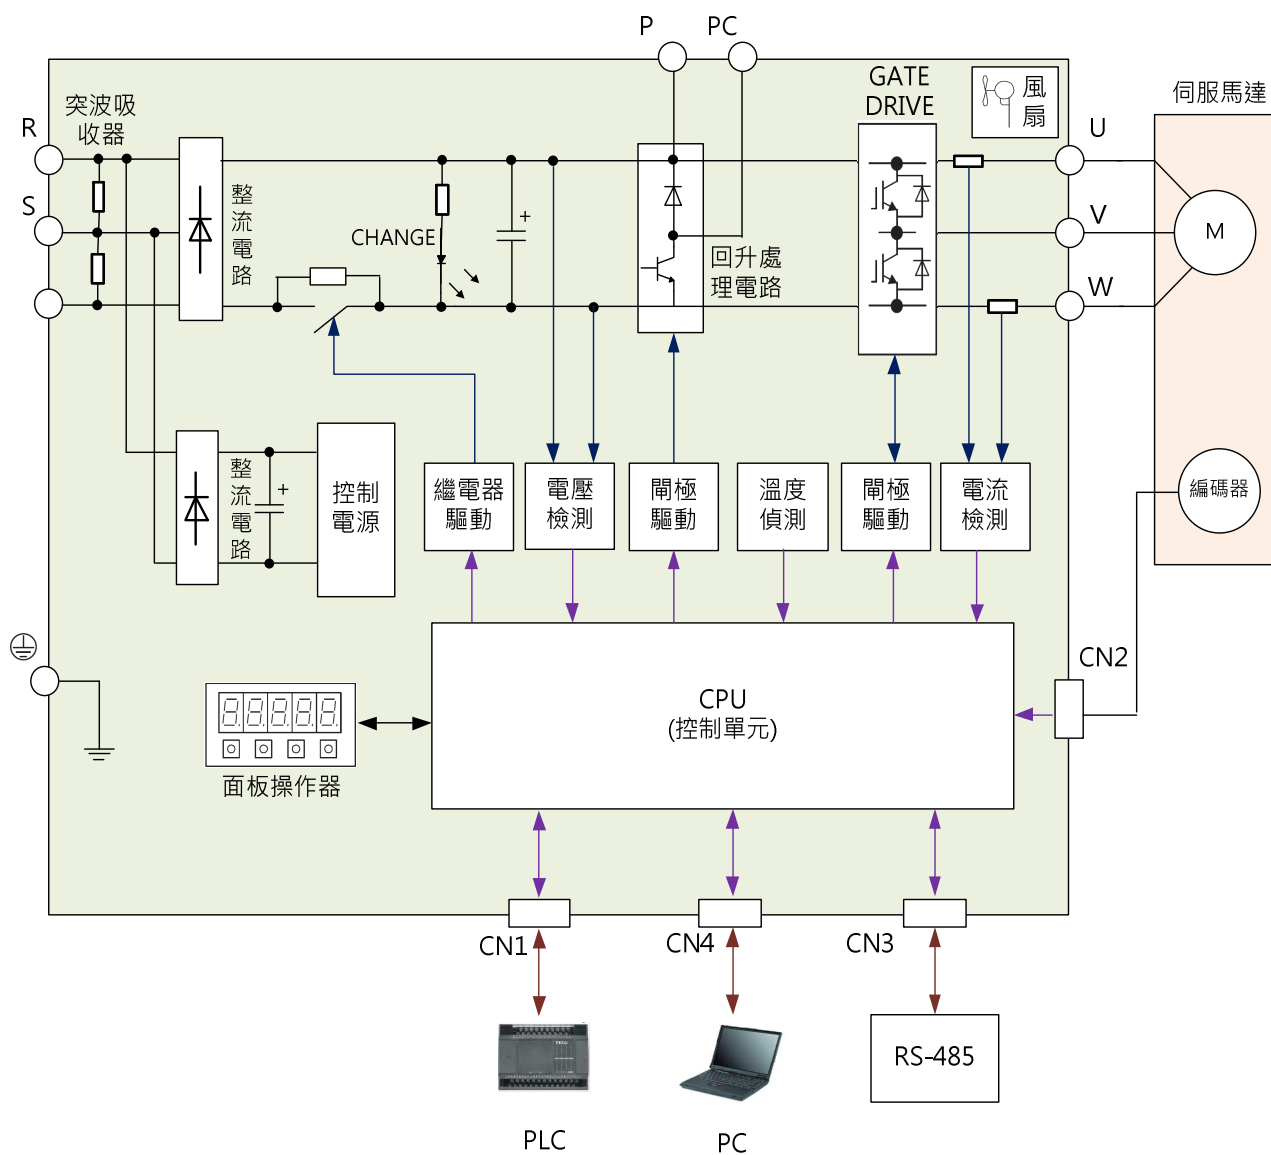 P
PC
GATE
DRIVE
風
扇
伺服馬達
突波吸
收器
R
S
U
V
W
M
整
流
電
路
CHANGE
+
回升處
理電路
整
流
電
路
+
控制
電源
繼電器
驅動
電壓
檢測
閘極
驅動
溫度
偵測
閘極
驅動
電流
檢測
編碼器
CN2
CPU
(控制單元)
面板操作器
CN1
CN4
CN3
RS-485
PLC
PC